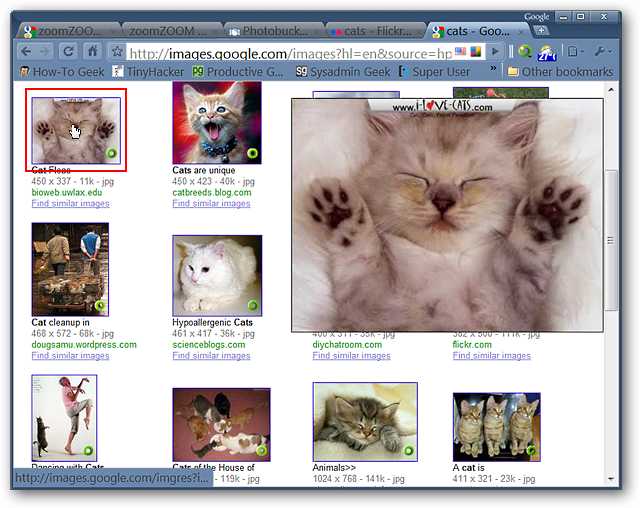 Google
zoomZOO...
zoomZOOM ...
Photobuck...
cats - Flickr...
cats - Goo...
http://images.google.com/images?hl=en&source=hp
27°
How-To Geek
TinyHacker
Productive G...
Sysadmin Geek
Super User
»
Other bookmarks
www.I-LOVE-CATS.com
Cat Fleas
450 x 337 - 11k - jpg
bioweb.uwlax.edu
Find similar images
Cats are unique
450 x 423 - 40k - jpg
catbreeds.blog.com
Find similar images
Cat cleanup in
468 x 572 - 68k - jpg
dougsamu.wordpress.com
Find similar images
Hypoallergenic Cats
461 x 417 - 36k - jpg
scienceblogs.com
Find similar images
400 x 311 - 35k - jpg
diychatroom.com
Find similar images
382 x 500 - 111k - jpg
flickr.com
Find similar images
Dancing with Cats
Cats of the House of
- 119k - jpg
Animals>>
1024 x 768 - 141k - jpg
A cat is
411 x 321 - 23k - jpg
http://images.google.com/imgres?i...